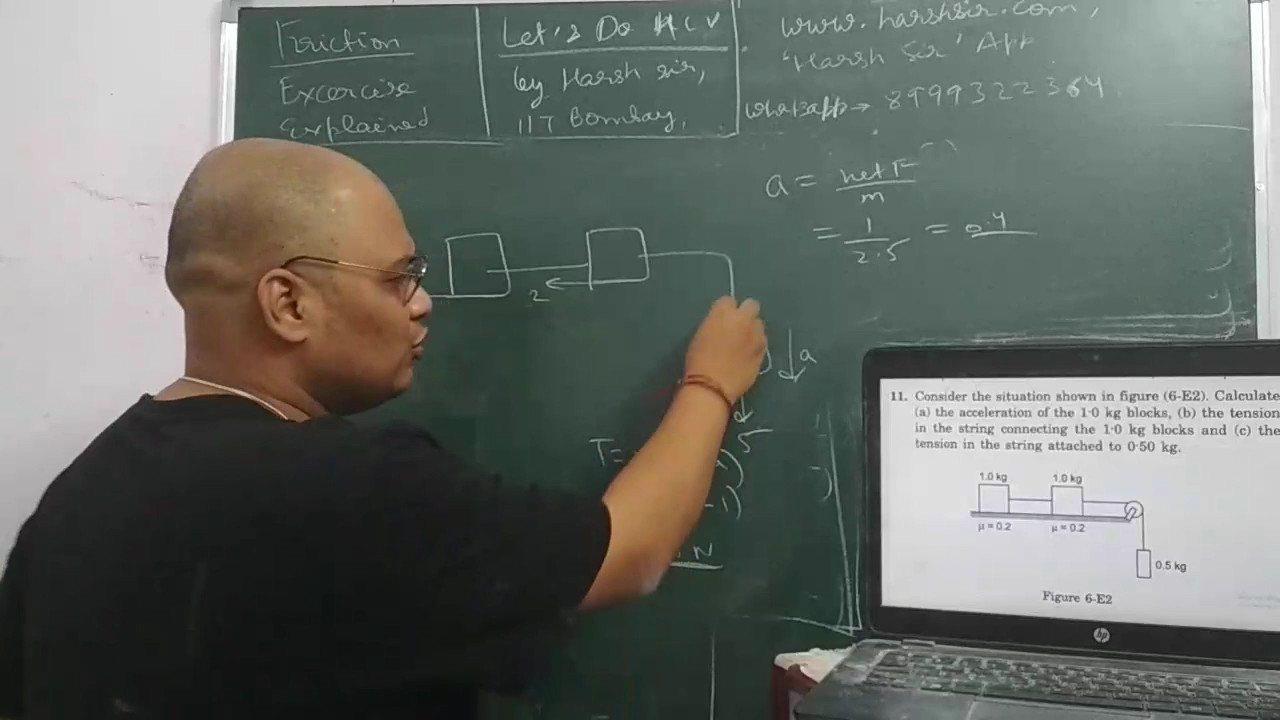 Friction
Excercise
Explained
Let's Do HCV
by Harsh sir,
IIT Bombay,
www.harshsir.com,
'Harsh Sir' App
whatsapp→ 8999322364
a = net F
m
= 1 = 0.4
2.5
2
a
5
T=
N
11. Consider the situation shown in figure (6-E2). Calculate
(a) the acceleration of the 1·0 kg blocks, (b) the tension
in the string connecting the 1·0 kg blocks and (c) the
tension in the string attached to 0·50 kg.
1.0 kg 1.0 kg
μ = 0.2 μ = 0.2
0.5 kg
Figure 6-E2
hp